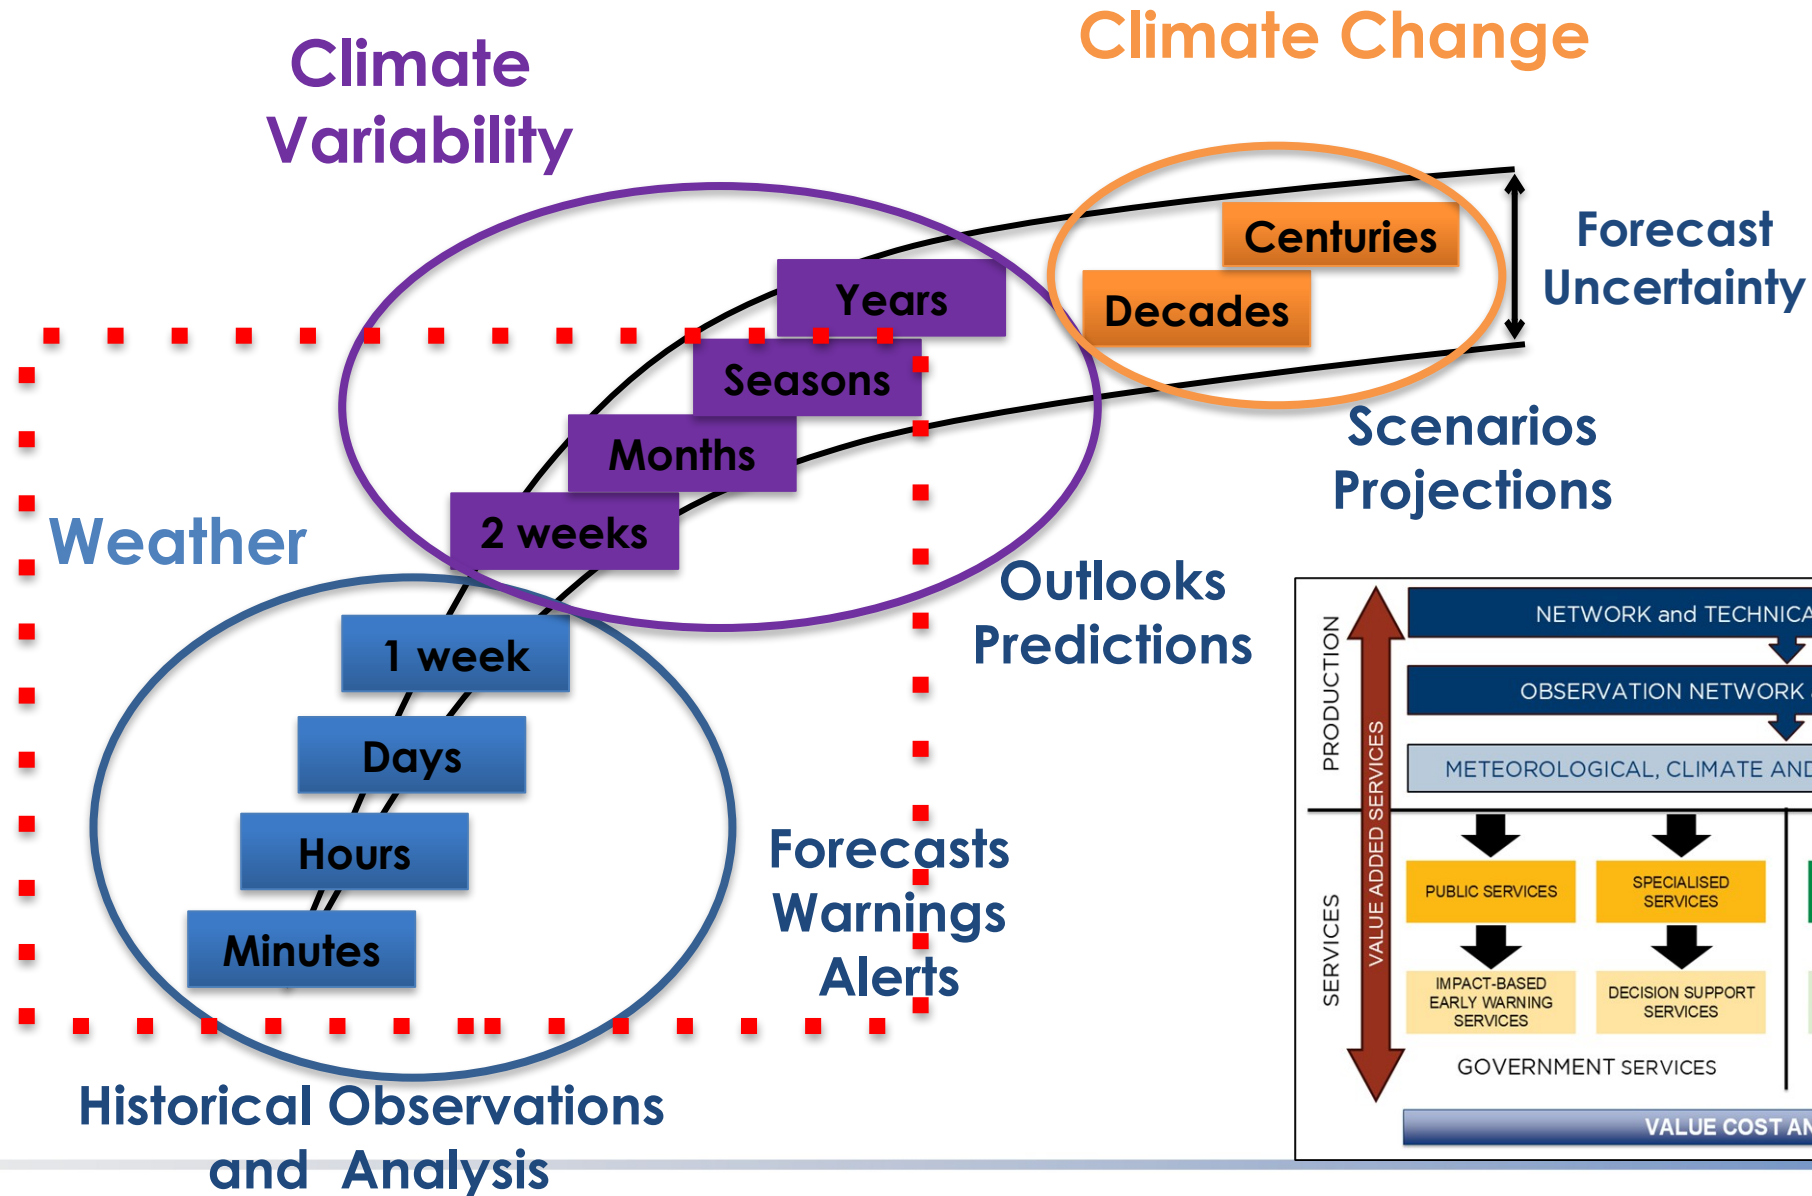 Climate
Variability
Climate Change
Centuries
Decades
Forecast
Uncertainty
Years
Seasons
Months
2 weeks
Scenarios
Projections
Weather
Outlooks
Predictions
1 week
Days
Hours
Minutes
Forecasts
Warnings
Alerts
Historical Observations
and Analysis
PRODUCTION
SERVICES
VALUE ADDED SERVICES
NETWORK and TECHNICA
OBSERVATION NETWORK
METEOROLOGICAL, CLIMATE AND
PUBLIC SERVICES
SPECIALISED
SERVICES
IMPACT-BASED
EARLY WARNING
SERVICES
DECISION SUPPORT
SERVICES
GOVERNMENT SERVICES
VALUE COST AN